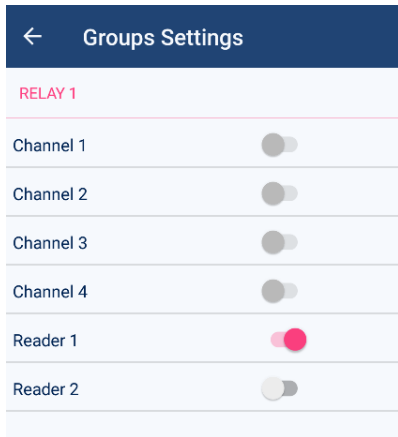 Groups Settings
RELAY 1
Channel 1
Channel 2
Channel 3
Channel 4
Reader 1
Reader 2